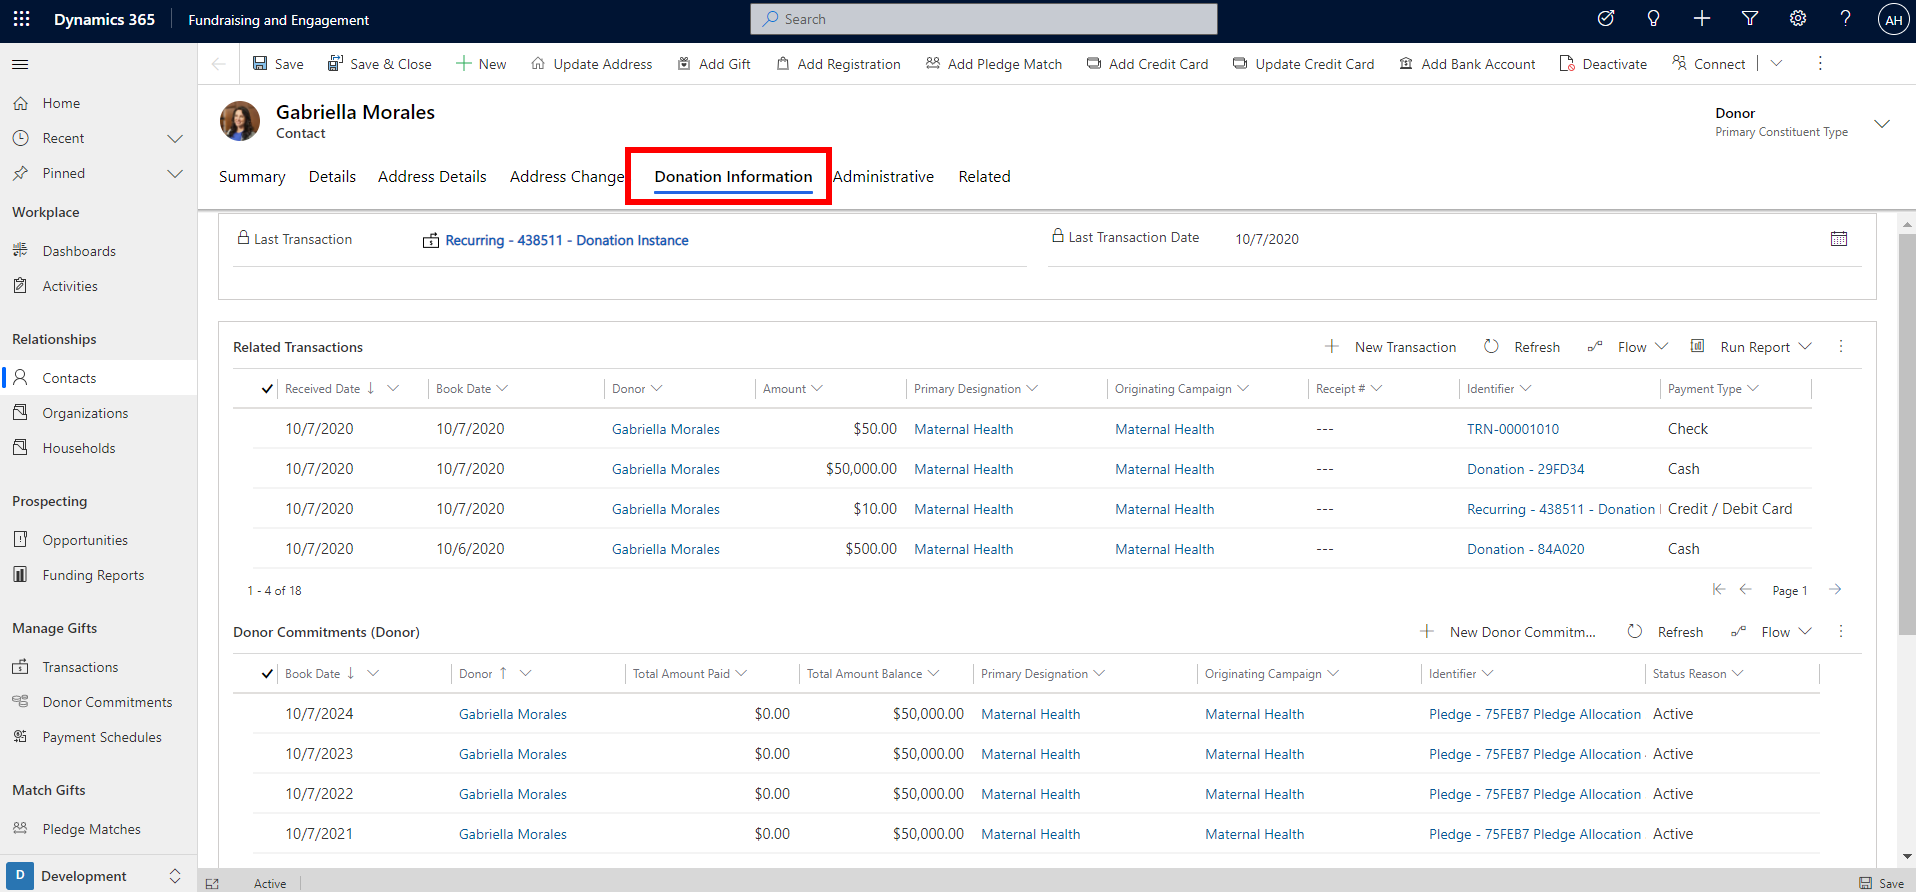 Dynamics 365 Fundraising and Engagement Search ? AH
Save Save & Close New Update Address Add Gift Add Registration Add Pledge Match Add Credit Card Update Credit Card Add Bank Account Deactivate Connect
Gabriella Morales
Contact
Donor
Primary Constituent Type
Summary Details Address Details Address Change Donation Information Administrative Related
Home
Recent
Pinned
Workplace
Dashboards
Activities
Relationships
Contacts
Organizations
Households
Prospecting
Opportunities
Funding Reports
Manage Gifts
Transactions
Donor Commitments
Payment Schedules
Match Gifts
Pledge Matches
D Development
Last Transaction Recurring - 438511 - Donation Instance Last Transaction Date 10/7/2020
Related Transactions New Transaction Refresh Flow Run Report
Received Date Book Date Donor Amount Primary Designation Originating Campaign Receipt # Identifier Payment Type
10/7/2020 10/7/2020 Gabriella Morales $50.00 Maternal Health Maternal Health --- TRN-00001010 Check
10/7/2020 10/7/2020 Gabriella Morales $50,000.00 Maternal Health Maternal Health --- Donation - 29FD34 Cash
10/7/2020 10/7/2020 Gabriella Morales $10.00 Maternal Health Maternal Health --- Recurring - 438511 - Donation Credit / Debit Card
10/7/2020 10/6/2020 Gabriella Morales $500.00 Maternal Health Maternal Health --- Donation - 84A020 Cash
1 - 4 of 18 Page 1
Donor Commitments (Donor) New Donor Commitm... Refresh Flow
Book Date Donor Total Amount Paid Total Amount Balance Primary Designation Originating Campaign Identifier Status Reason
10/7/2024 Gabriella Morales $0.00 $50,000.00 Maternal Health Maternal Health Pledge - 75FEB7 Pledge Allocation Active
10/7/2023 Gabriella Morales $0.00 $50,000.00 Maternal Health Maternal Health Pledge - 75FEB7 Pledge Allocation Active
10/7/2022 Gabriella Morales $0.00 $50,000.00 Maternal Health Maternal Health Pledge - 75FEB7 Pledge Allocation Active
10/7/2021 Gabriella Morales $0.00 $50,000.00 Maternal Health Maternal Health Pledge - 75FEB7 Pledge Allocation Active
Active Save